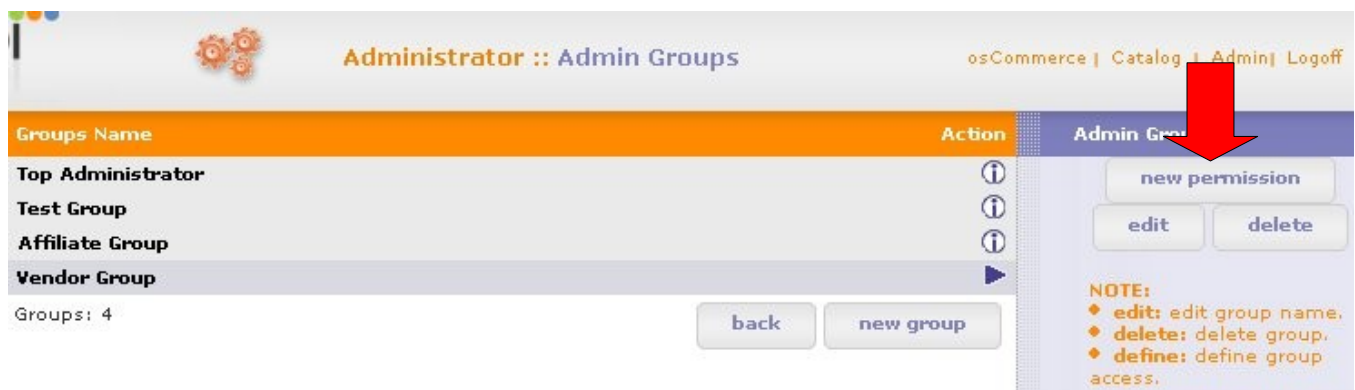 Administrator :: Admin Groups
osCommerce | Catalog | Admin| Logoff
Groups Name
Action
Top Administrator
Test Group
Affiliate Group
Vendor Group
Groups: 4
back
new group
Admin
new permission
edit
delete
NOTE:
edit: edit group name.
delete: delete group.
define: define group
access.